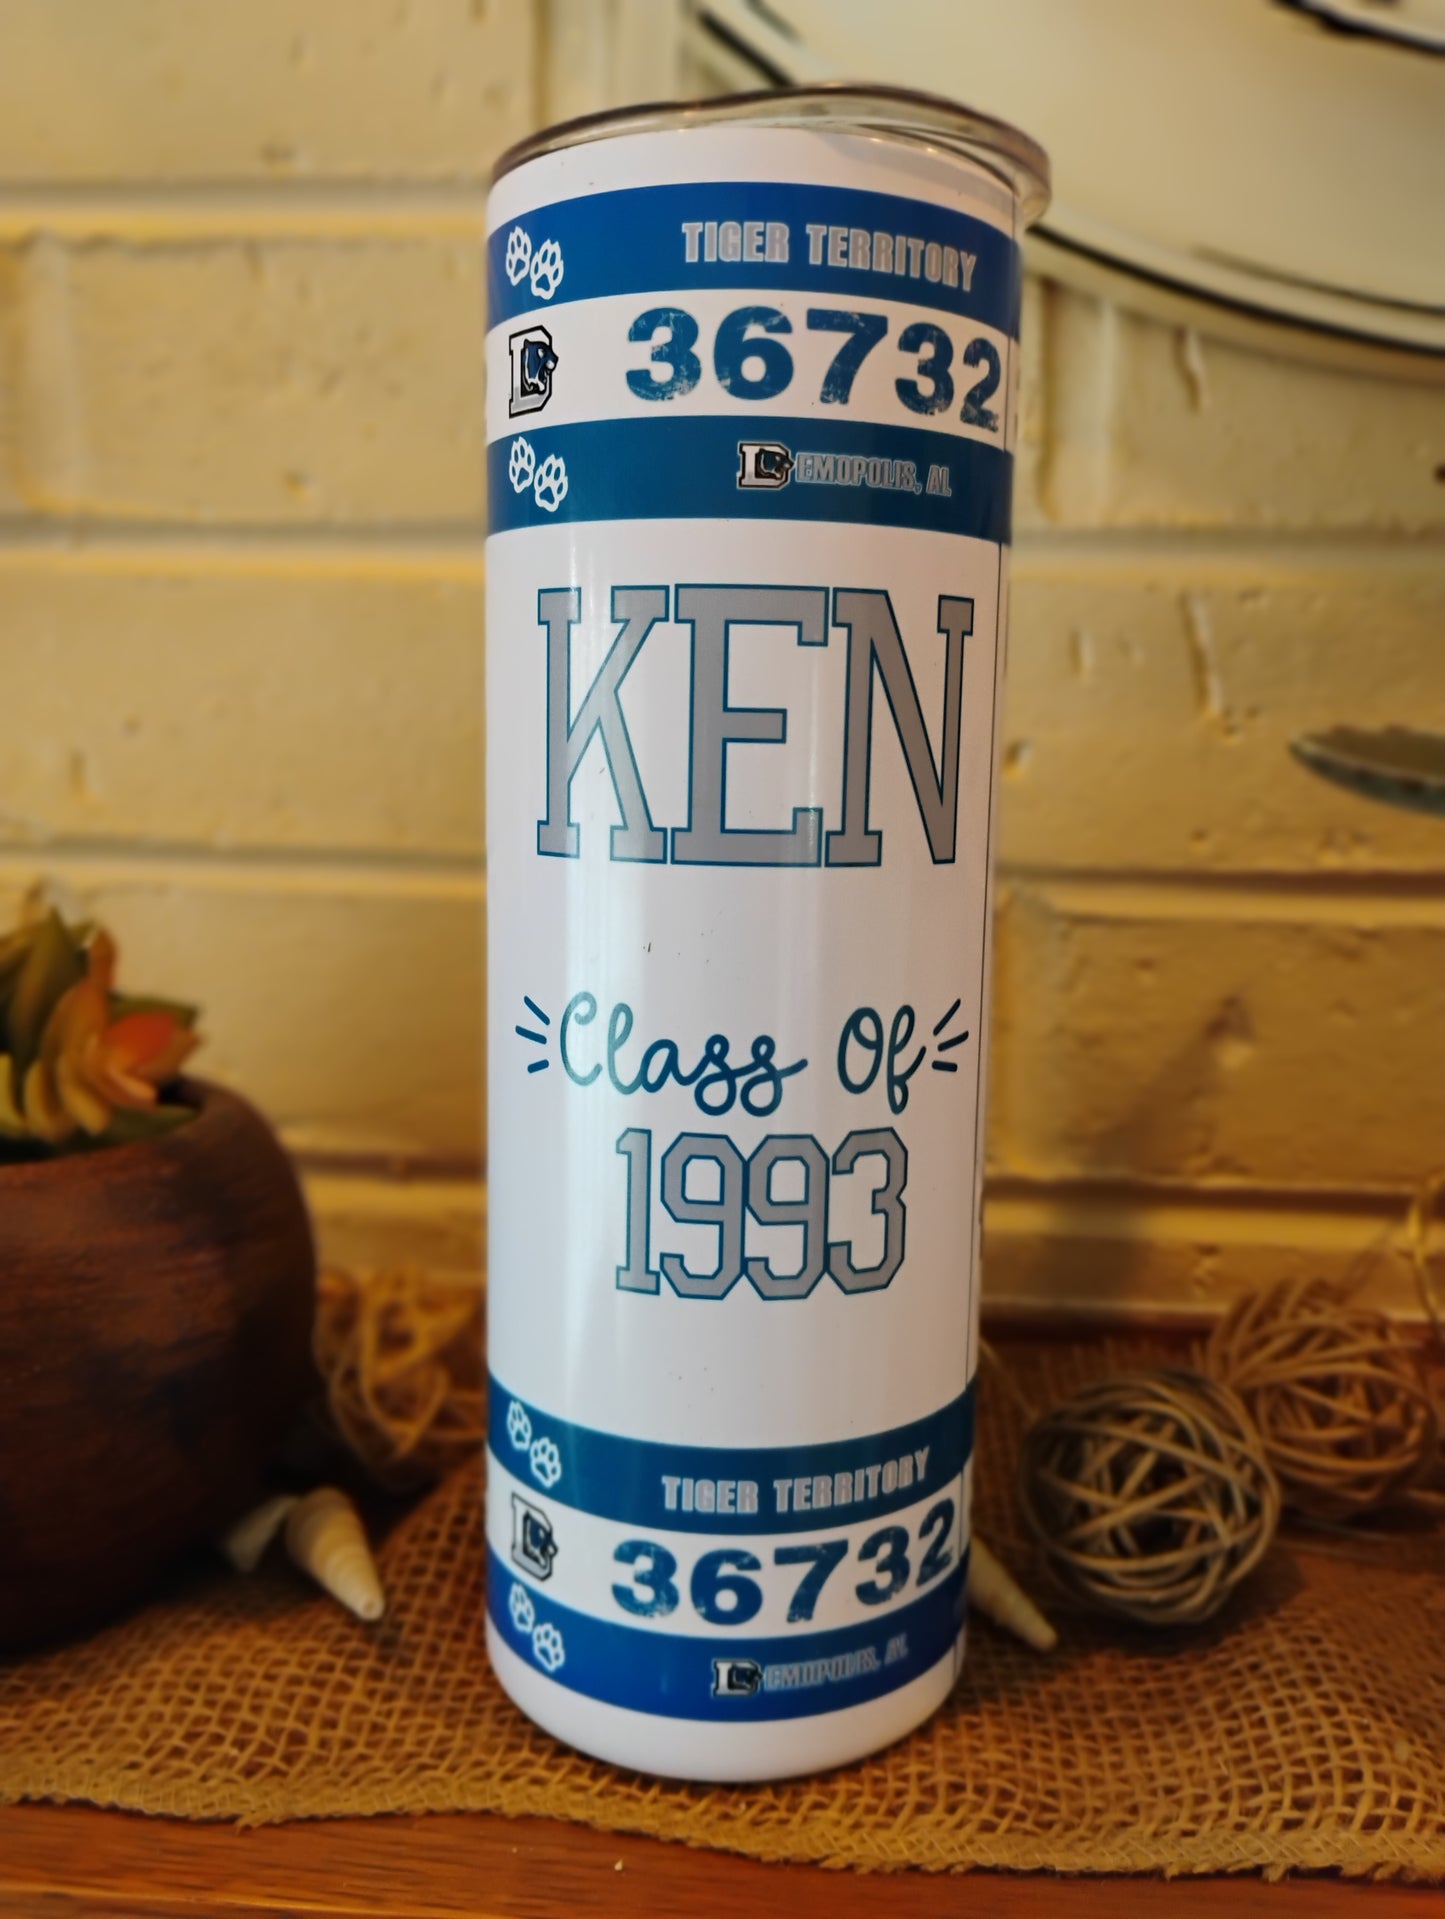 TIGER TERRITORY
36732
DEMOPOLIS, AL
KEN
Class Of
1993
TIGER TERRITORY
36732
DEMOPOLIS, AL